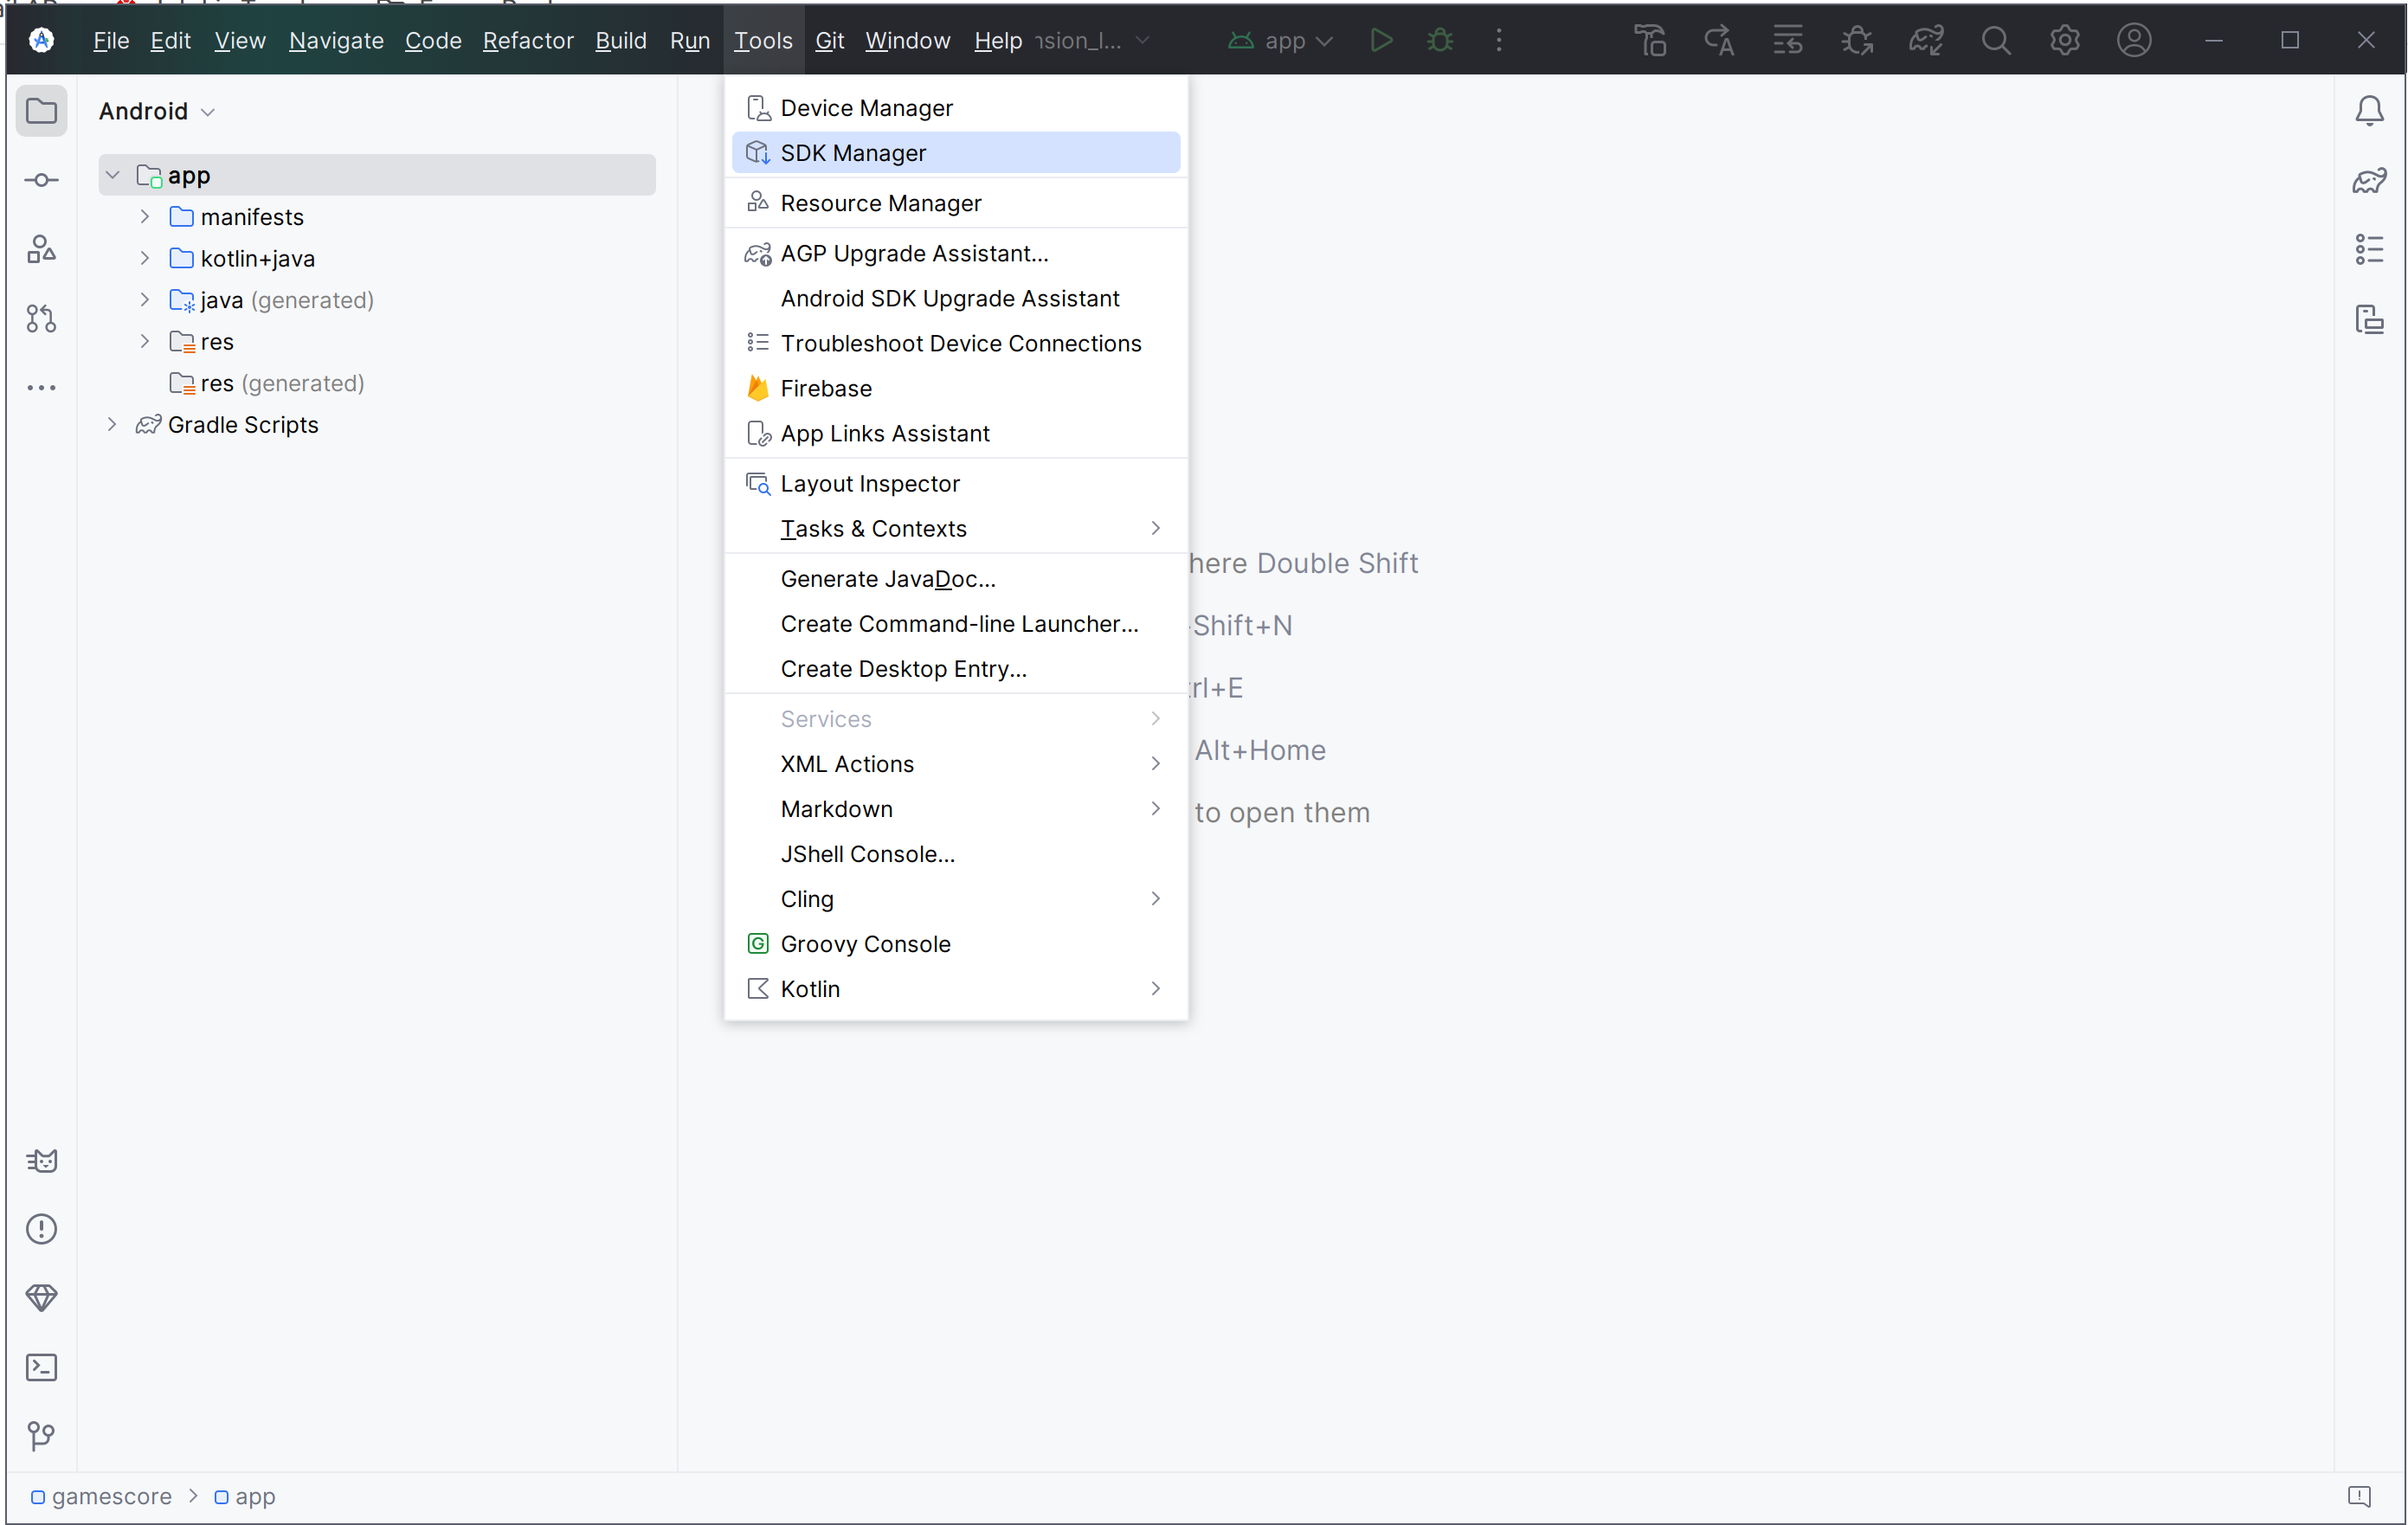 File Edit View Navigate Code Refactor Build Run Tools Git Window Help nsion_l... app
Android
app
manifests
kotlin+java
java (generated)
res
res (generated)
Gradle Scripts
Device Manager
SDK Manager
Resource Manager
AGP Upgrade Assistant...
Android SDK Upgrade Assistant
Troubleshoot Device Connections
Firebase
App Links Assistant
Layout Inspector
Tasks & Contexts
Generate JavaDoc...
Create Command-line Launcher...
Create Desktop Entry...
Services
XML Actions
Markdown
JShell Console...
Cling
Groovy Console
Kotlin
here Double Shift
Shift+N
trl+E
Alt+Home
to open them
gamescore > app